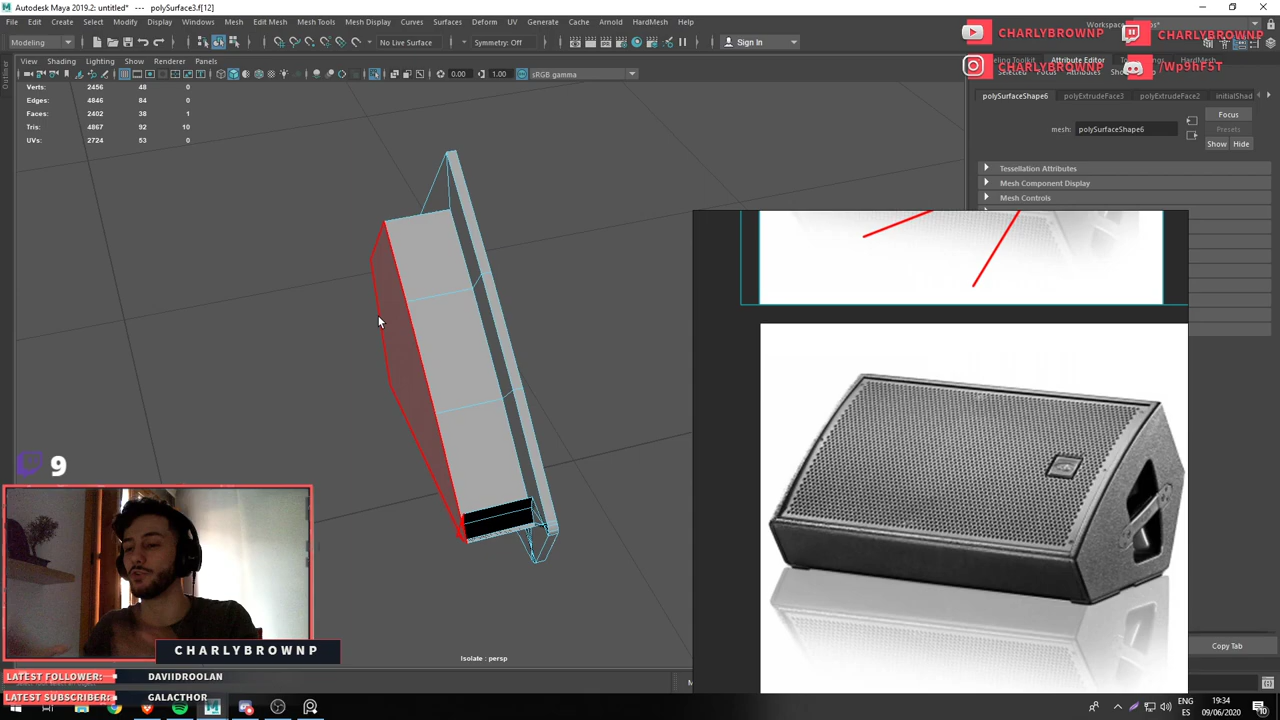 Autodesk Maya 2019.2: untitled* --- polySurface3.f[12]
File Edit Create Select Modify Display Windows Mesh Edit Mesh Mesh Tools Mesh Display Curves Surfaces Deform UV Generate Cache Arnold HardMesh Help
Modeling No Live Surface Symmetry: Off Sign In
CHARLYBROWNP CHARLYBROWNP
CHARLYBROWNP /Wp9nF5T
View Shading Lighting Show Renderer Panels
Attribute Editor
0.00 1.00 sRGB gamma
Outliner
Verts: 2456 48 0
Edges: 4846 84 0
Faces: 2402 38 1
Tris: 4867 92 10
UVs: 2724 53 0
polySurfaceShape6 polyExtrudeFace3 polyExtrudeFace2 initialShad
Focus
mesh: polySurfaceShape6
Presets
Show Hide
Tessellation Attributes
Mesh Component Display
Mesh Controls
9
CHARLYBROWNP
Isolate : persp
Copy Tab
LATEST FOLLOWER: DAVIIDROOLAN
LATEST SUBSCRIBER: GALACTHOR
ENG
ES
19:34
09/06/2020